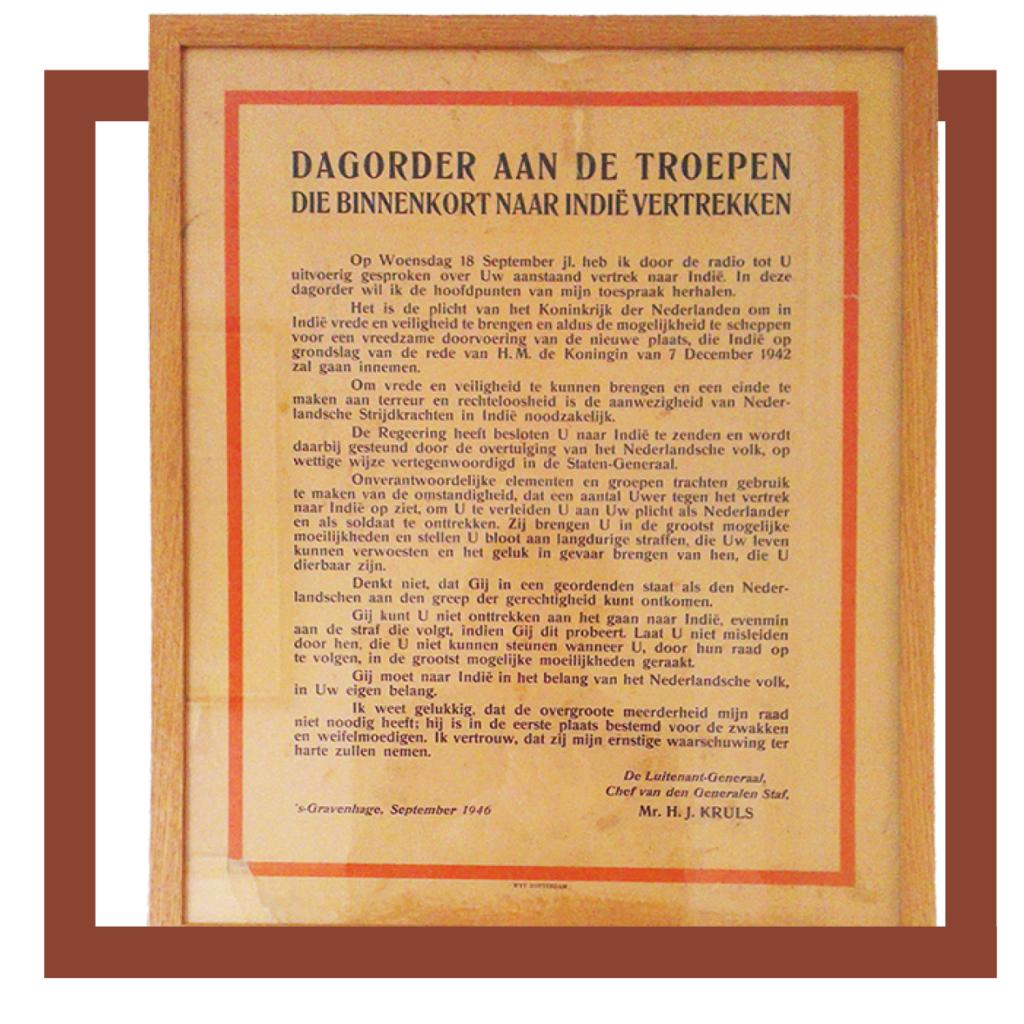 DAGORDER AAN DE TROEPEN
DIE BINNENKORT NAAR INDIË VERTREKKEN
Op Woensdag 18 September jl. heb ik door de radio tot U
uitvoerig gesproken over Uw aanstaand vertrek naar Indië. In deze
dagorder wil ik de hoofdpunten van mijn toespraak herhalen.
Het is de plicht van het Koninkrijk der Nederlanden om in
Indië vrede en veiligheid te brengen en aldus de mogelijkheid te scheppen
voor een vreedzame doorvoering van de nieuwe plaats, die Indië op
grondslag van de rede van H. M. de Koningin van 7 December 1942
zal gaan innemen.
Om vrede en veiligheid te kunnen brengen en een einde te
maken aan terreur en rechteloosheid is de aanwezigheid van Neder-
landsche Strijdkrachten in Indië noodzakelijk.
De Regeering heeft besloten U naar Indië te zenden en wordt
daarbij gesteund door de overtuiging van het Nederlandsche volk, op
wettige wijze vertegenwoordigd in de Staten-Generaal.
Onverantwoordelijke elementen en groepen trachten gebruik
te maken van de omstandigheid, dat een aantal Uwer tegen het vertrek
naar Indië op ziet, om U te verleiden U aan Uw plicht als Nederlander
en als soldaat te onttrekken. Zij brengen U in de grootst mogelijke
moeilijkheden en stellen U bloot aan langdurige straffen, die Uw leven
kunnen verwoesten en het geluk in gevaar brengen van hen, die U
dierbaar zijn.
Denkt niet, dat Gij in een geordenden staat als den Neder-
landschen aan den greep der gerechtigheid kunt ontkomen.
Gij kunt U niet onttrekken aan het gaan naar Indië, evenmin
aan de straf die volgt, indien Gij dit probeert. Laat U niet misleiden
door hen, die U niet kunnen steunen wanneer U, door hun raad op
te volgen, in de grootst mogelijke moeilijkheden geraakt.
Gij moet naar Indië in het belang van het Nederlandsche volk,
in Uw eigen belang.
Ik weet gelukkig, dat de overgroote meerderheid mijn raad
niet noodig heeft; hij is in de eerste plaats bestemd voor de zwakken
en weifelmoedigen. Ik vertrouw, dat zij mijn ernstige waarschuwing ter
harte zullen nemen.
De Luitenant-Generaal,
Chef van den Generalen Staf,
's-Gravenhage, September 1946
Mr. H. J. KRULS
WYT ROTTERDAM